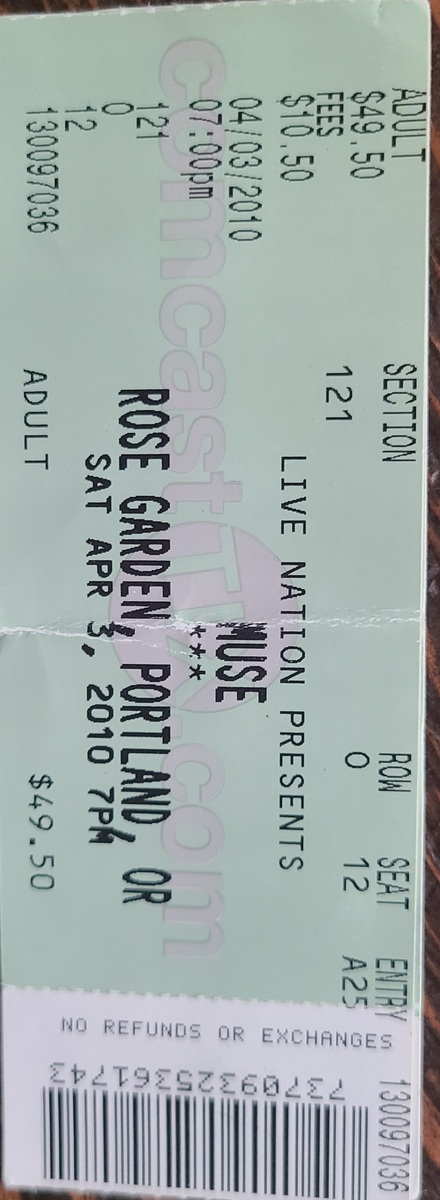 ADULT
$49.50
FEES
$10.50
04/03/2010
07:00pm
121
O
12
130097036
SECTION ROW SEAT ENTRY
121 O 12 A25
LIVE NATION PRESENTS
MUSE
***
ROSE GARDEN, PORTLAND, OR
SAT APR 3, 2010 7PM
ADULT $49.50
comcastTIX.com
NO REFUNDS OR EXCHANGES
130097036
737093225361743